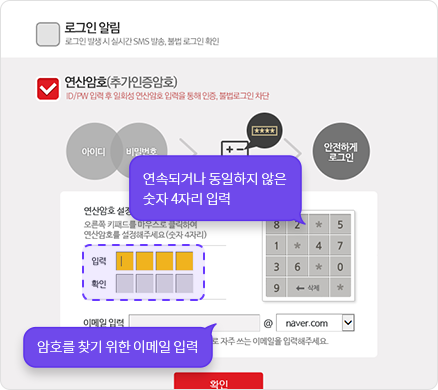 로그인 알림
로그인 발생 시 실시간 SMS 발송, 불법 로그인 확인
연산암호(추가인증암호)
ID/PW 입력 후 일회성 연산암호 입력을 통해 인증, 불법로그인 차단
아이디
비밀번호
****
안전하게
로그인
연속되거나 동일하지 않은
숫자 4자리 입력
연산암호 설정
오른쪽 키패드를 마우스로 클릭하여
연산암호를 설정해주세요(숫자 4자리)
입력
확인
8 2 * 5
1 * 4 7
3 6 * 0
9 ← 삭제 *
이메일 입력 @ naver.com
암호를 찾기 위한 이메일 입력
로 자주 쓰는 이메일을 입력해주세요.
확인